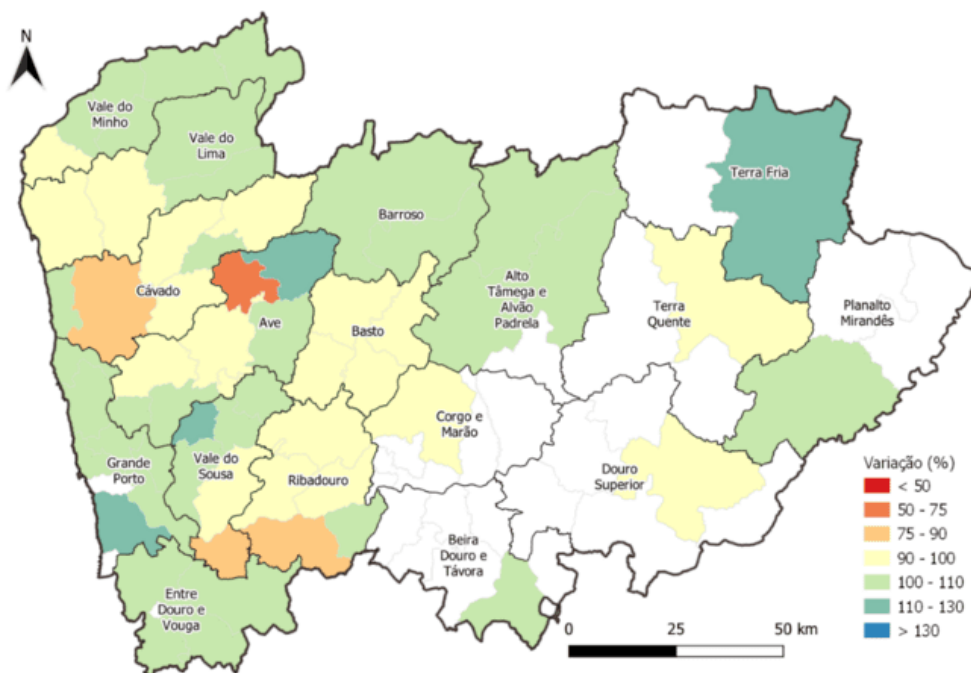 N
Vale do
Minho
Vale do
Lima
Terra Fria
Barroso
Cávado
Ave
Basto
Alto
Tâmega e
Alvão
Padrela
Terra
Quente
Planalto
Mirandês
Corgo e
Marão
Grande
Porto
Vale do
Sousa
Ribadouro
Douro
Superior
Beira
Douro e
Távora
Entre
Douro e
Vouga
Variação (%)
< 50
50 - 75
75 - 90
90 - 100
100 - 110
110 - 130
> 130
0 25 50 km